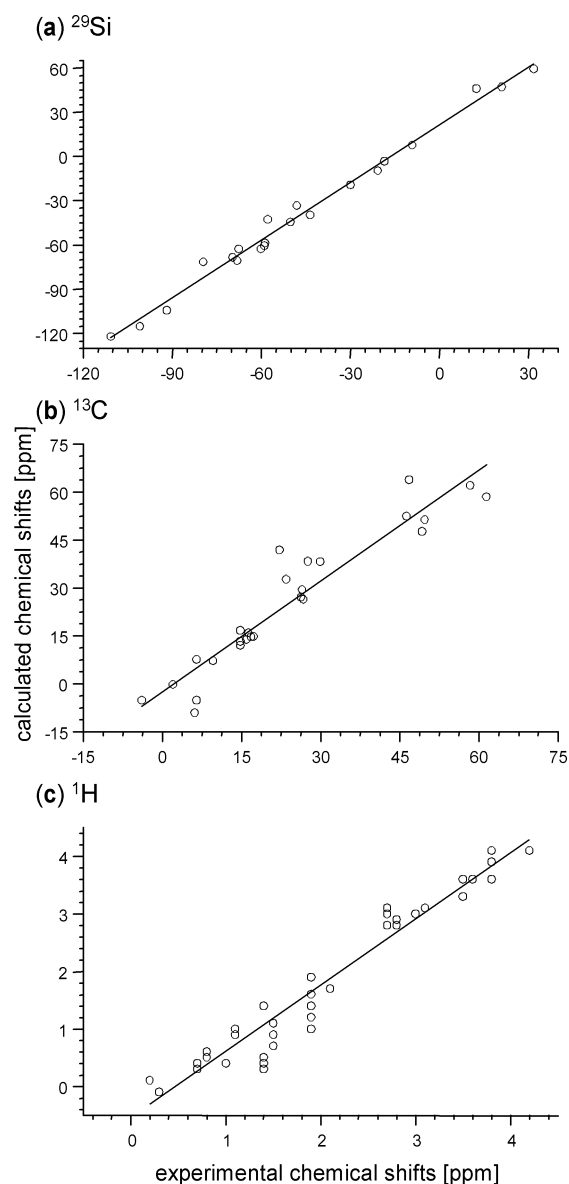 (a) ²⁹Si
60
30
0
-30
-60
-90
-120
-120 -90 -60 -30 0 30
(b) ¹³C
75
60
45
30
15
0
-15
-15 0 15 30 45 60 75
calculated chemical shifts [ppm]
(c) ¹H
4
3
2
1
0
0 1 2 3 4
experimental chemical shifts [ppm]